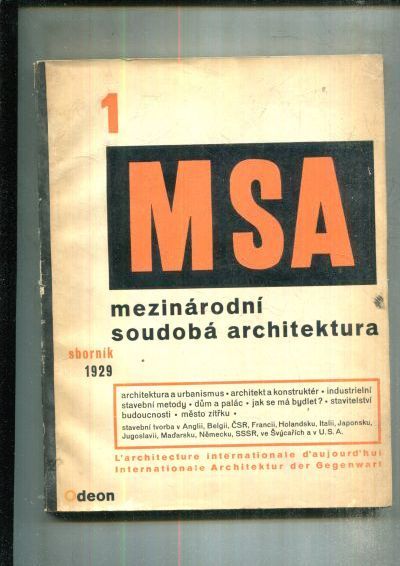 1
MSA
mezinárodní
soudobá architektura
sborník
1929
architektura a urbanismus • architekt a konstruktér • industrielní
stavební metody • dům a palác • jak se má bydlet? • stavitelství
budoucnosti • město zítřku •
stavební tvorba v Anglii, Belgii, ČSR, Francii, Holandsku, Italii, Japonsku,
Jugoslavii, Maďarsku, Německu, SSSR, ve Švýcařích a v U. S. A.
L'architecture internationale d'aujourd'hui
Internationale Architektur der Gegenwart
Odeon